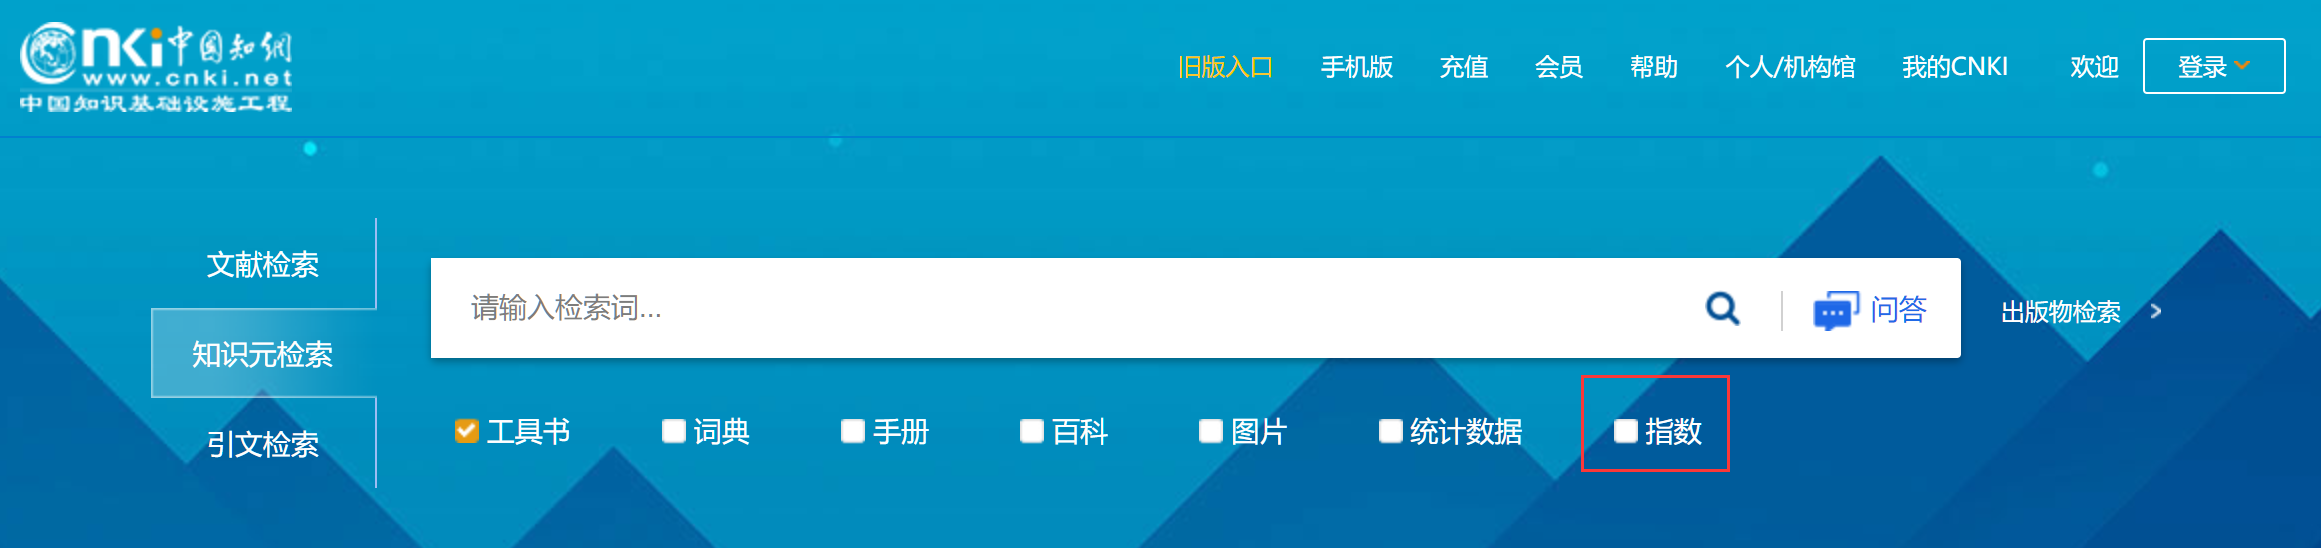 cnki中国知網
www.cnki.net
中国知识基础设施工程
旧版入口 手机版 充值 会员 帮助 个人/机构馆 我的CNKI 欢迎 登录
文献检索
请输入检索词... 问答 出版物检索 >
知识元检索
工具书 词典 手册 百科 图片 统计数据 指数
引文检索